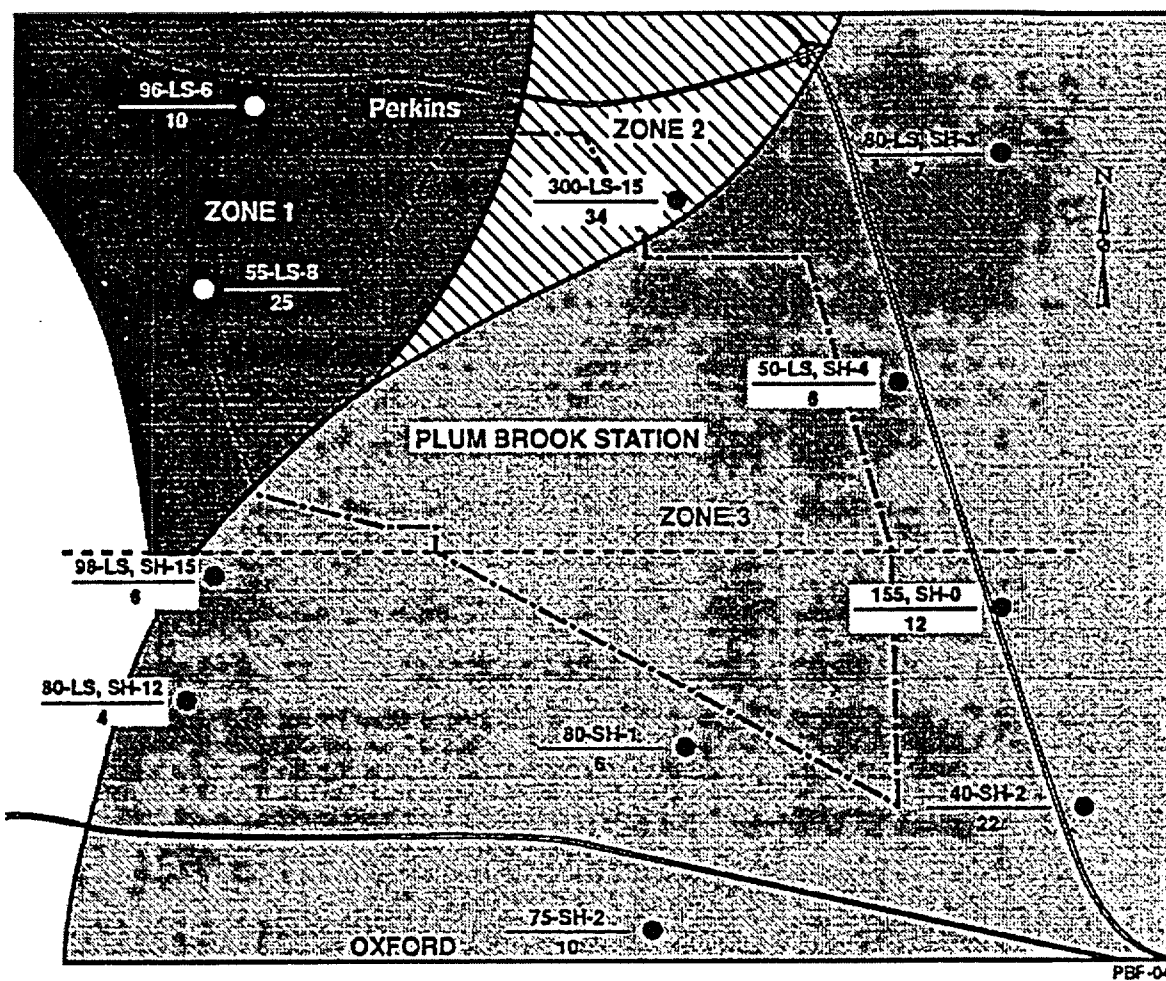 96-LS-6
10
Perkins
ZONE 2
80-LS, SH-3
7
N
300-LS-15
34
ZONE 1
55-LS-8
25
50-LS, SH-4
PLUM BROOK STATION
ZONE 3
98-LS, SH-15
6
155, SH-0
12
80-LS, SH-12
4
80-SH-1
6
40-SH-2
22
75-SH-2
10
OXFORD
PBF-04